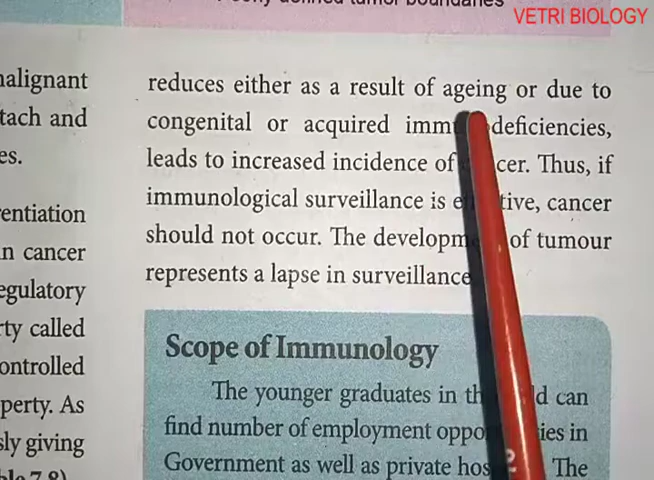 VETRI BIOLOGY
malignant
tach and
es.
rentiation
n cancer
egulatory
rty called
ontrolled
perty. As
sly giving
reduces either as a result of ageing or due to
congenital or acquired imm deficiencies,
leads to increased incidence of cer. Thus, if
immunological surveillance is e tive, cancer
should not occur. The developm of tumour
represents a lapse in surveillance
Scope of Immunology
The younger graduates in th d can
find number of employment oppo ies in
Government as well as private hos The